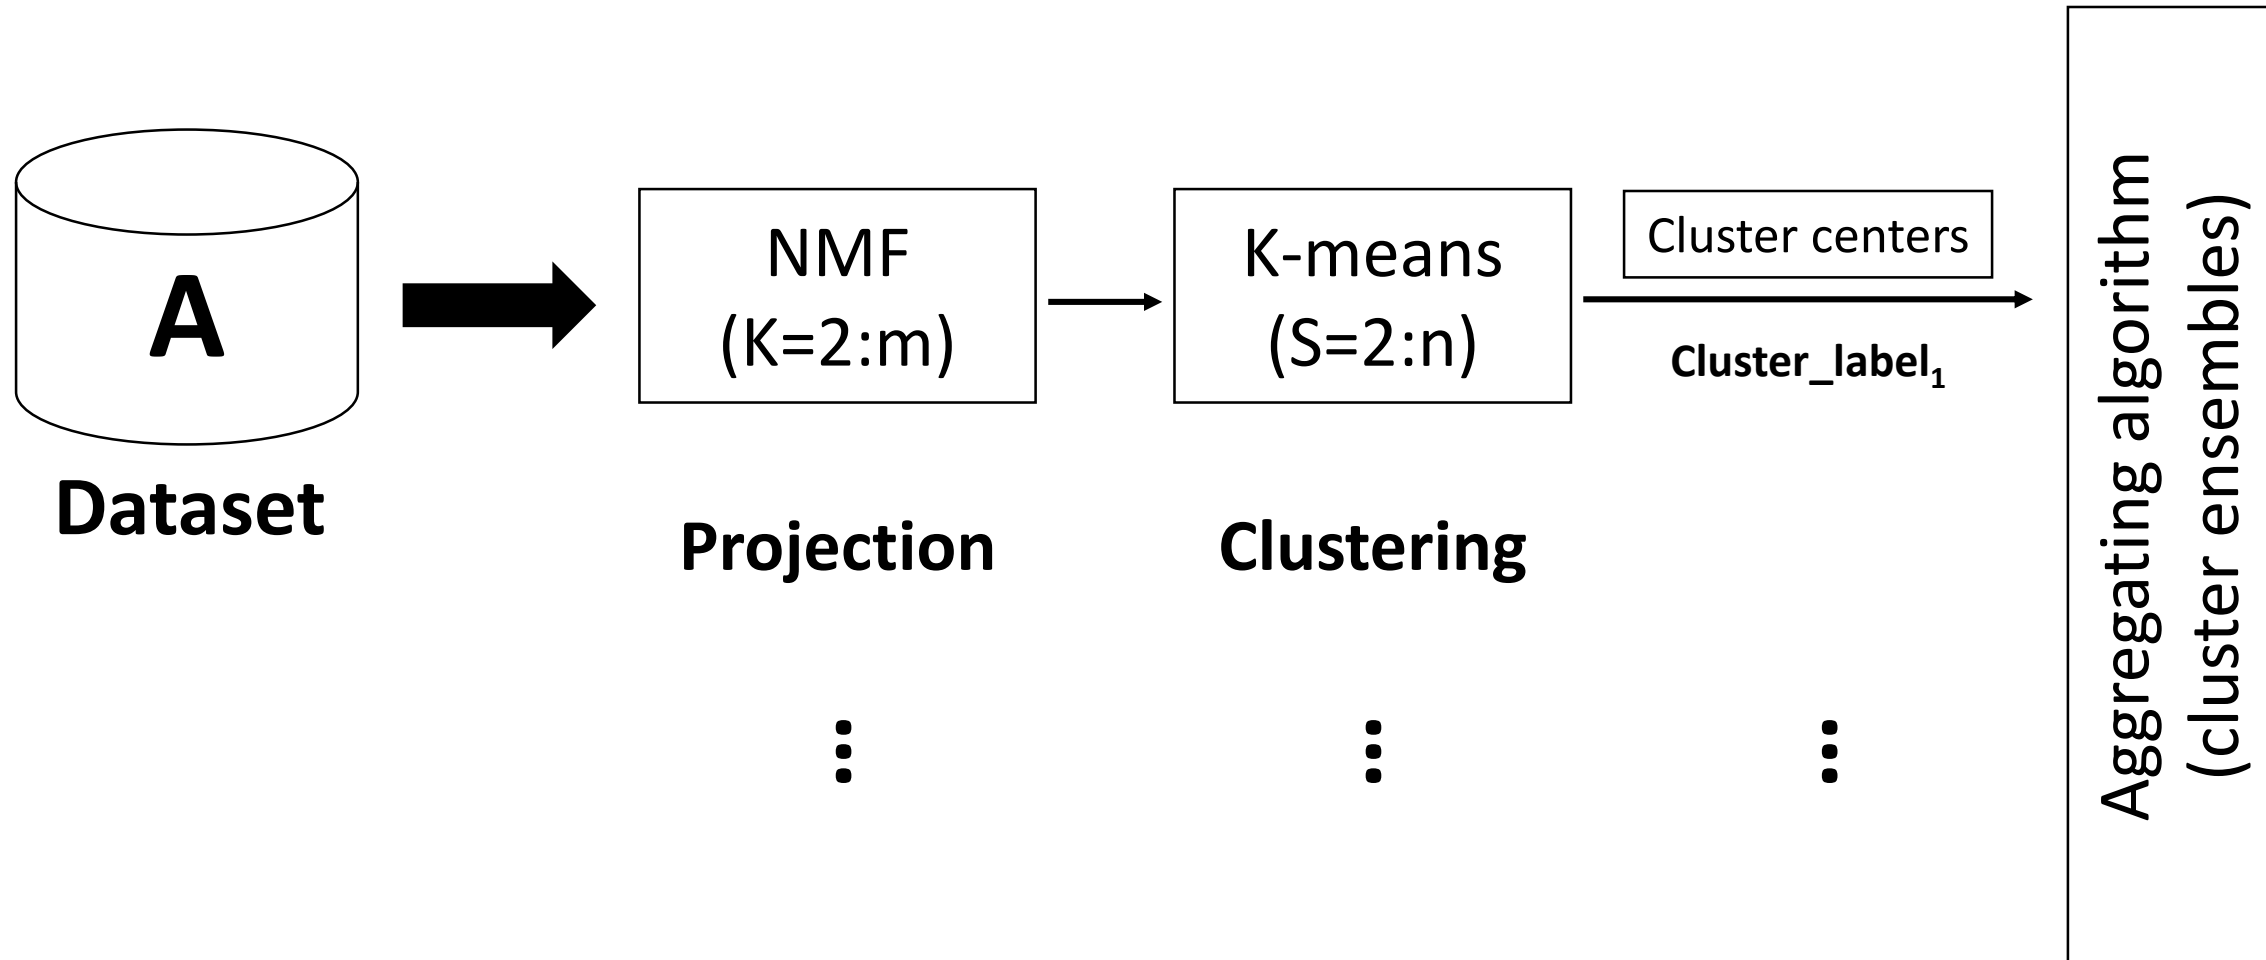 A
Dataset
NMF
(K=2:m)
Projection
K-means
(S=2:n)
Clustering
Cluster centers
Cluster_label₁
Aggregating algorithm
(cluster ensembles)